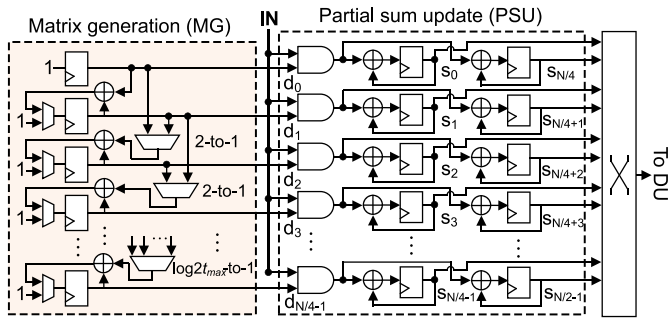 Matrix generation (MG)
IN
Partial sum update (PSU)
1
d0
s0
sN/4
1
2-to-1
d1
s1
sN/4+1
1
2-to-1
d2
s2
sN/4+2
1
d3
s3
sN/4+3
To DU
log2tmax-to-1
1
dN/4-1
sN/4-1
sN/2-1